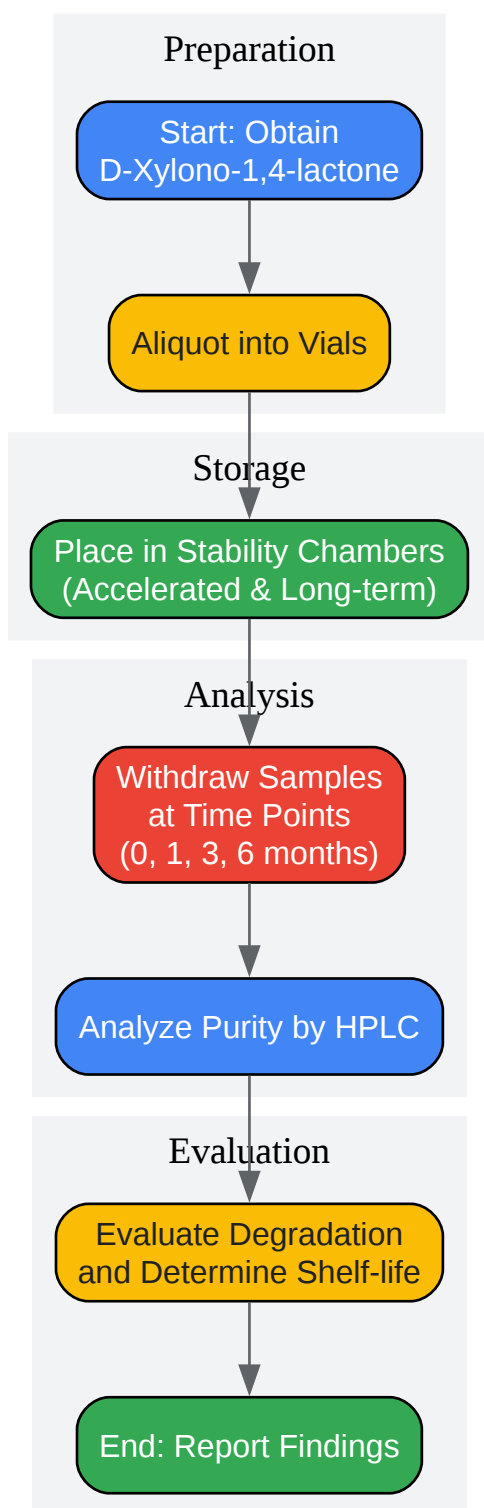 Preparation
Start: Obtain
D-Xylono-1,4-lactone
Aliquot into Vials
Storage
Place in Stability Chambers
(Accelerated & Long-term)
Analysis
Withdraw Samples
at Time Points
(0, 1, 3, 6 months)
Analyze Purity by HPLC
Evaluation
Evaluate Degradation
and Determine Shelf-life
End: Report Findings